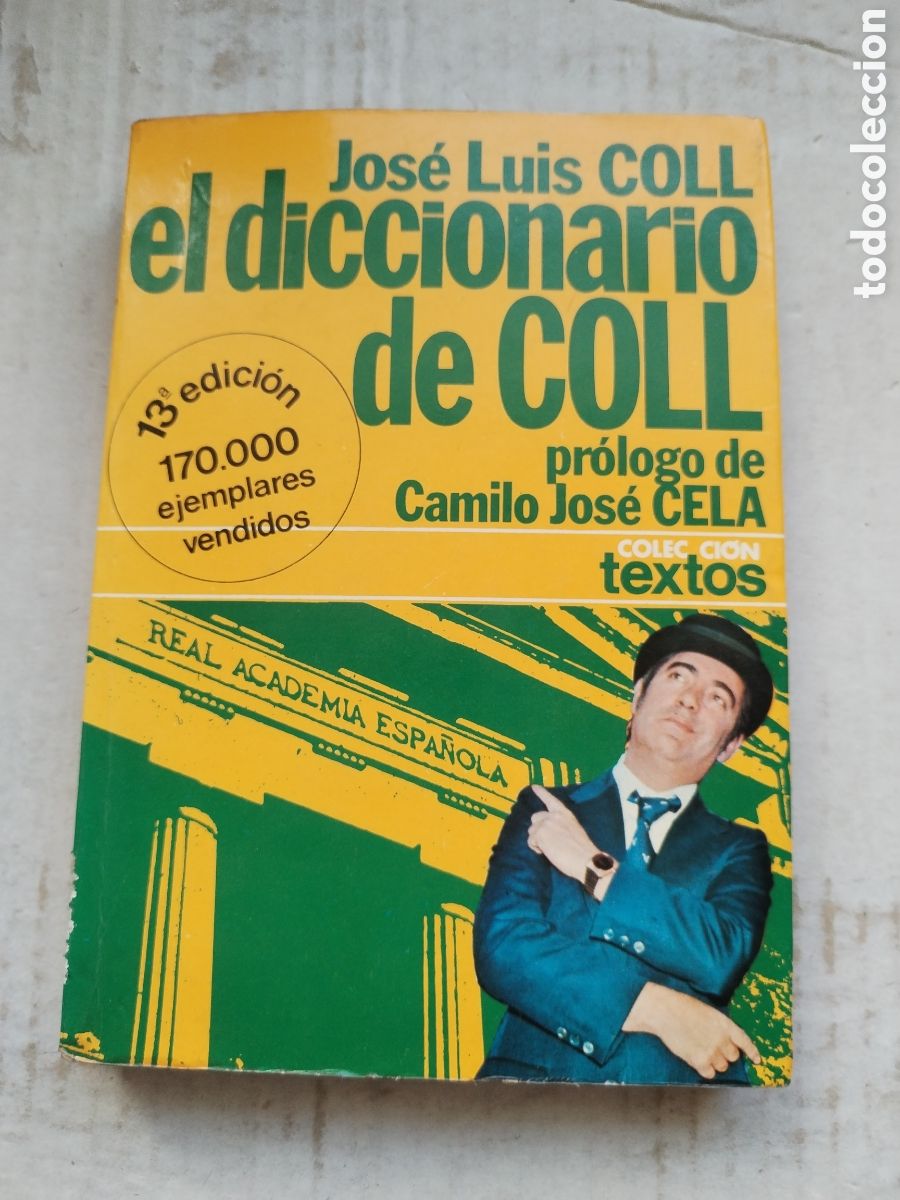 José Luis COLL
el diccionario
de COLL
13ª edición
170.000
ejemplares
vendidos
prólogo de
Camilo José CELA
COLEC CIÓN
textos
REAL ACADEMIA ESPAÑOLA
todocoleccion